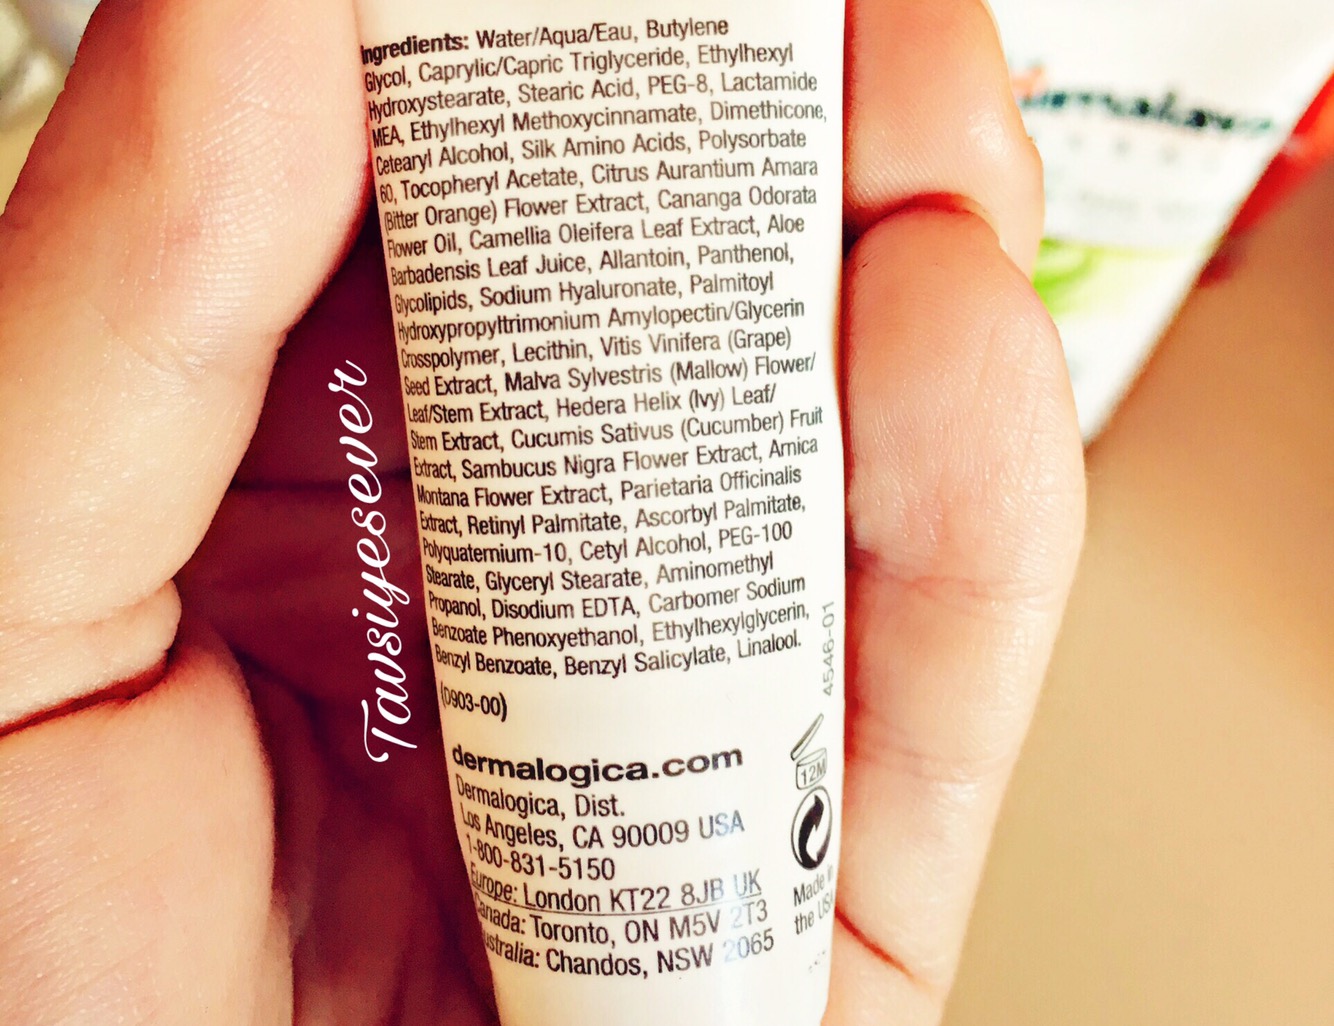 Ingredients: Water/Aqua/Eau, Butylene
Glycol, Caprylic/Capric Triglyceride, Ethylhexyl
Hydroxystearate, Stearic Acid, PEG-8, Lactamide
MEA, Ethylhexyl Methoxycinnamate, Dimethicone,
Cetearyl Alcohol, Silk Amino Acids, Polysorbate
60, Tocopheryl Acetate, Citrus Aurantium Amara
(Bitter Orange) Flower Extract, Cananga Odorata
Flower Oil, Camellia Oleifera Leaf Extract, Aloe
Barbadensis Leaf Juice, Allantoin, Panthenol,
Glycolipids, Sodium Hyaluronate, Palmitoyl
Hydroxypropyltrimonium Amylopectin/Glycerin
Crosspolymer, Lecithin, Vitis Vinifera (Grape)
Seed Extract, Malva Sylvestris (Mallow) Flower/
Leaf/Stem Extract, Hedera Helix (Ivy) Leaf/
Stem Extract, Cucumis Sativus (Cucumber) Fruit
Extract, Sambucus Nigra Flower Extract, Arnica
Montana Flower Extract, Parietaria Officinalis
Extract, Retinyl Palmitate, Ascorbyl Palmitate,
Polyquaternium-10, Cetyl Alcohol, PEG-100
Stearate, Glyceryl Stearate, Aminomethyl
Propanol, Disodium EDTA, Carbomer Sodium
Benzoate Phenoxyethanol, Ethylhexylglycerin,
Benzyl Benzoate, Benzyl Salicylate, Linalool.
(0903-00)
4546-01
dermalogica.com
Dermalogica, Dist.
Los Angeles, CA 90009 USA
1-800-831-5150
Europe: London KT22 8JB UK
Canada: Toronto, ON M5V 2T3
Australia: Chandos, NSW 2065
12M
Made in
the USA
Tavsiyesever